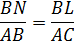 BN/AB = BL/AC